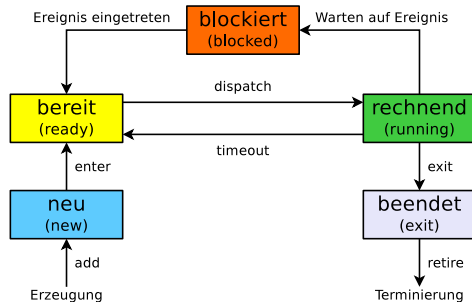 Ereignis eingetreten
blockiert
(blocked)
Warten auf Ereignis
dispatch
bereit
(ready)
rechnend
(running)
timeout
enter
exit
neu
(new)
beendet
(exit)
add
retire
Erzeugung
Terminierung